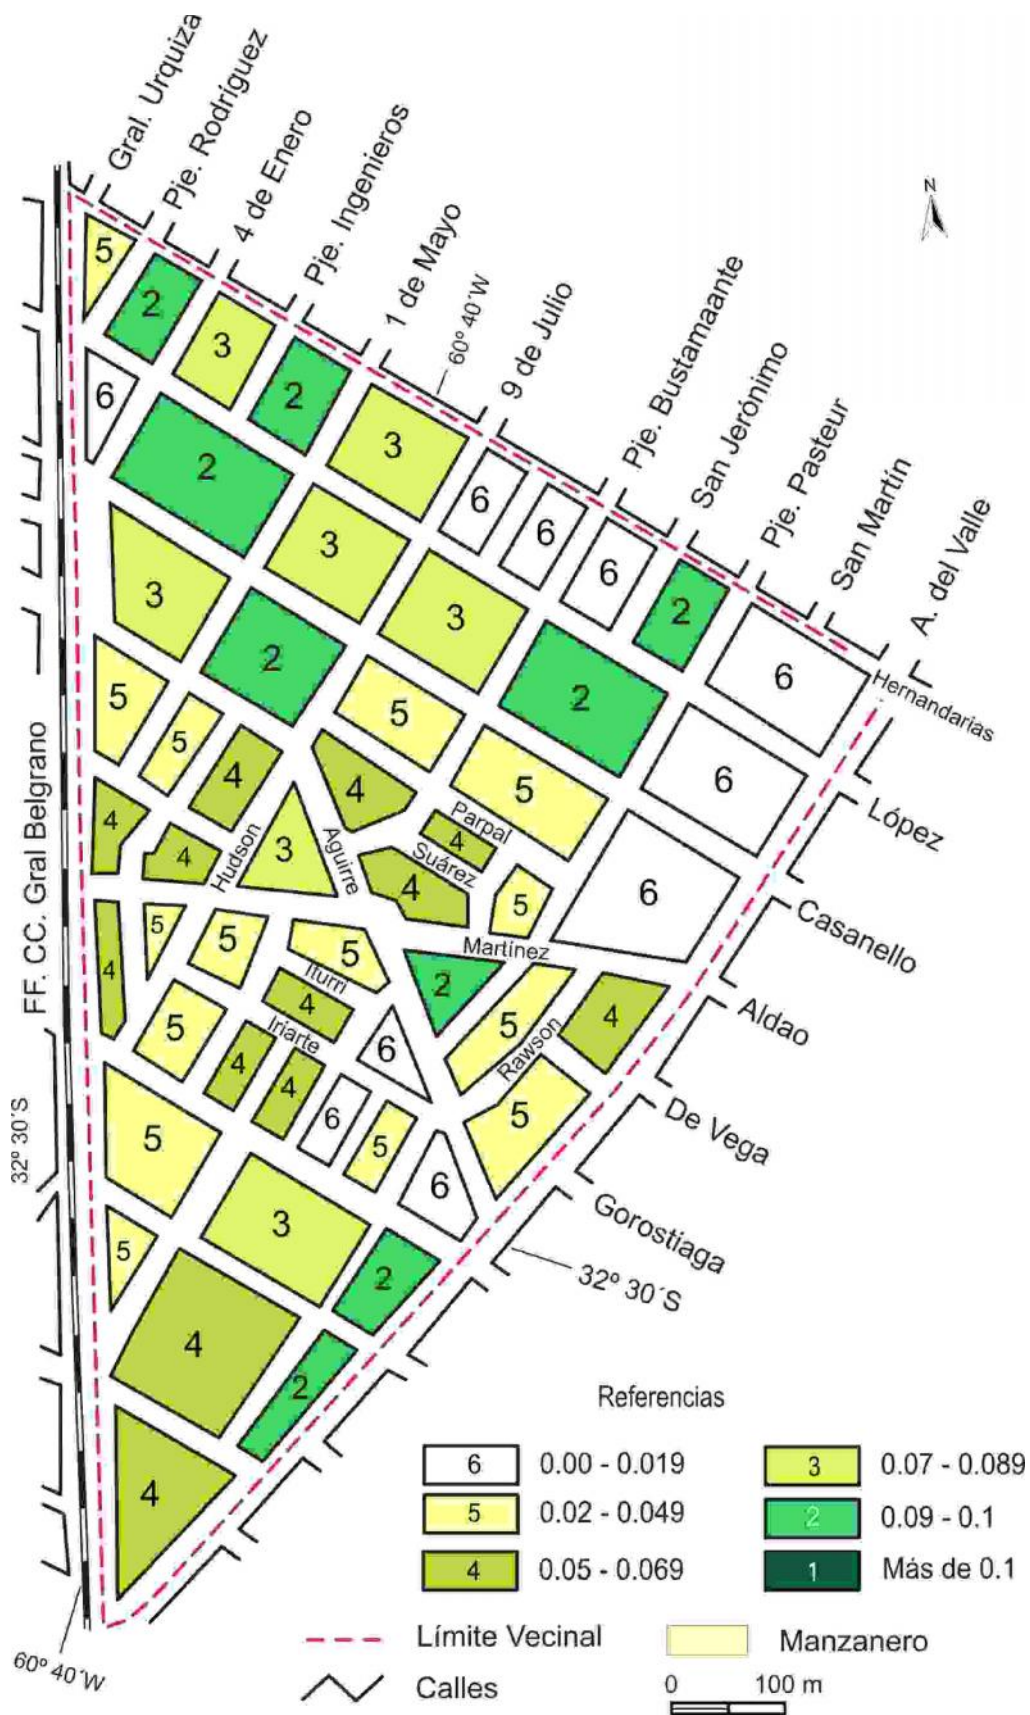 Gral. Urquiza
Pje. Rodríguez
4 de Enero
Pje. Ingenieros
1 de Mayo
60º 40´W
9 de Julio
Pje. Bustamaante
San Jerónimo
Pje. Pasteur
San Martín
A. del Valle
N
Hernandarias
López
Casanello
Aldao
De Vega
Gorostiaga
32º 30´S
FF. CC. Gral Belgrano
32º 30´S
60º 40´W
5
2
3
2
3
6
6
6
6
2
6
2
3
3
3
2
5
2
5
2
6
5
5
4
4
5
6
Parpal
4
Suárez
4
4
Hudson
3
Aguirre
4
5
6
Martínez
4
5
5
5
Iturri
4
Iriarte
2
5
Rawson
4
5
4
4
6
6
5
5
5
6
3
5
4
2
2
4
Referencias
6 0.00 - 0.019
5 0.02 - 0.049
4 0.05 - 0.069
3 0.07 - 0.089
2 0.09 - 0.1
1 Más de 0.1
Límite Vecinal
Manzanero
Calles
0 100 m